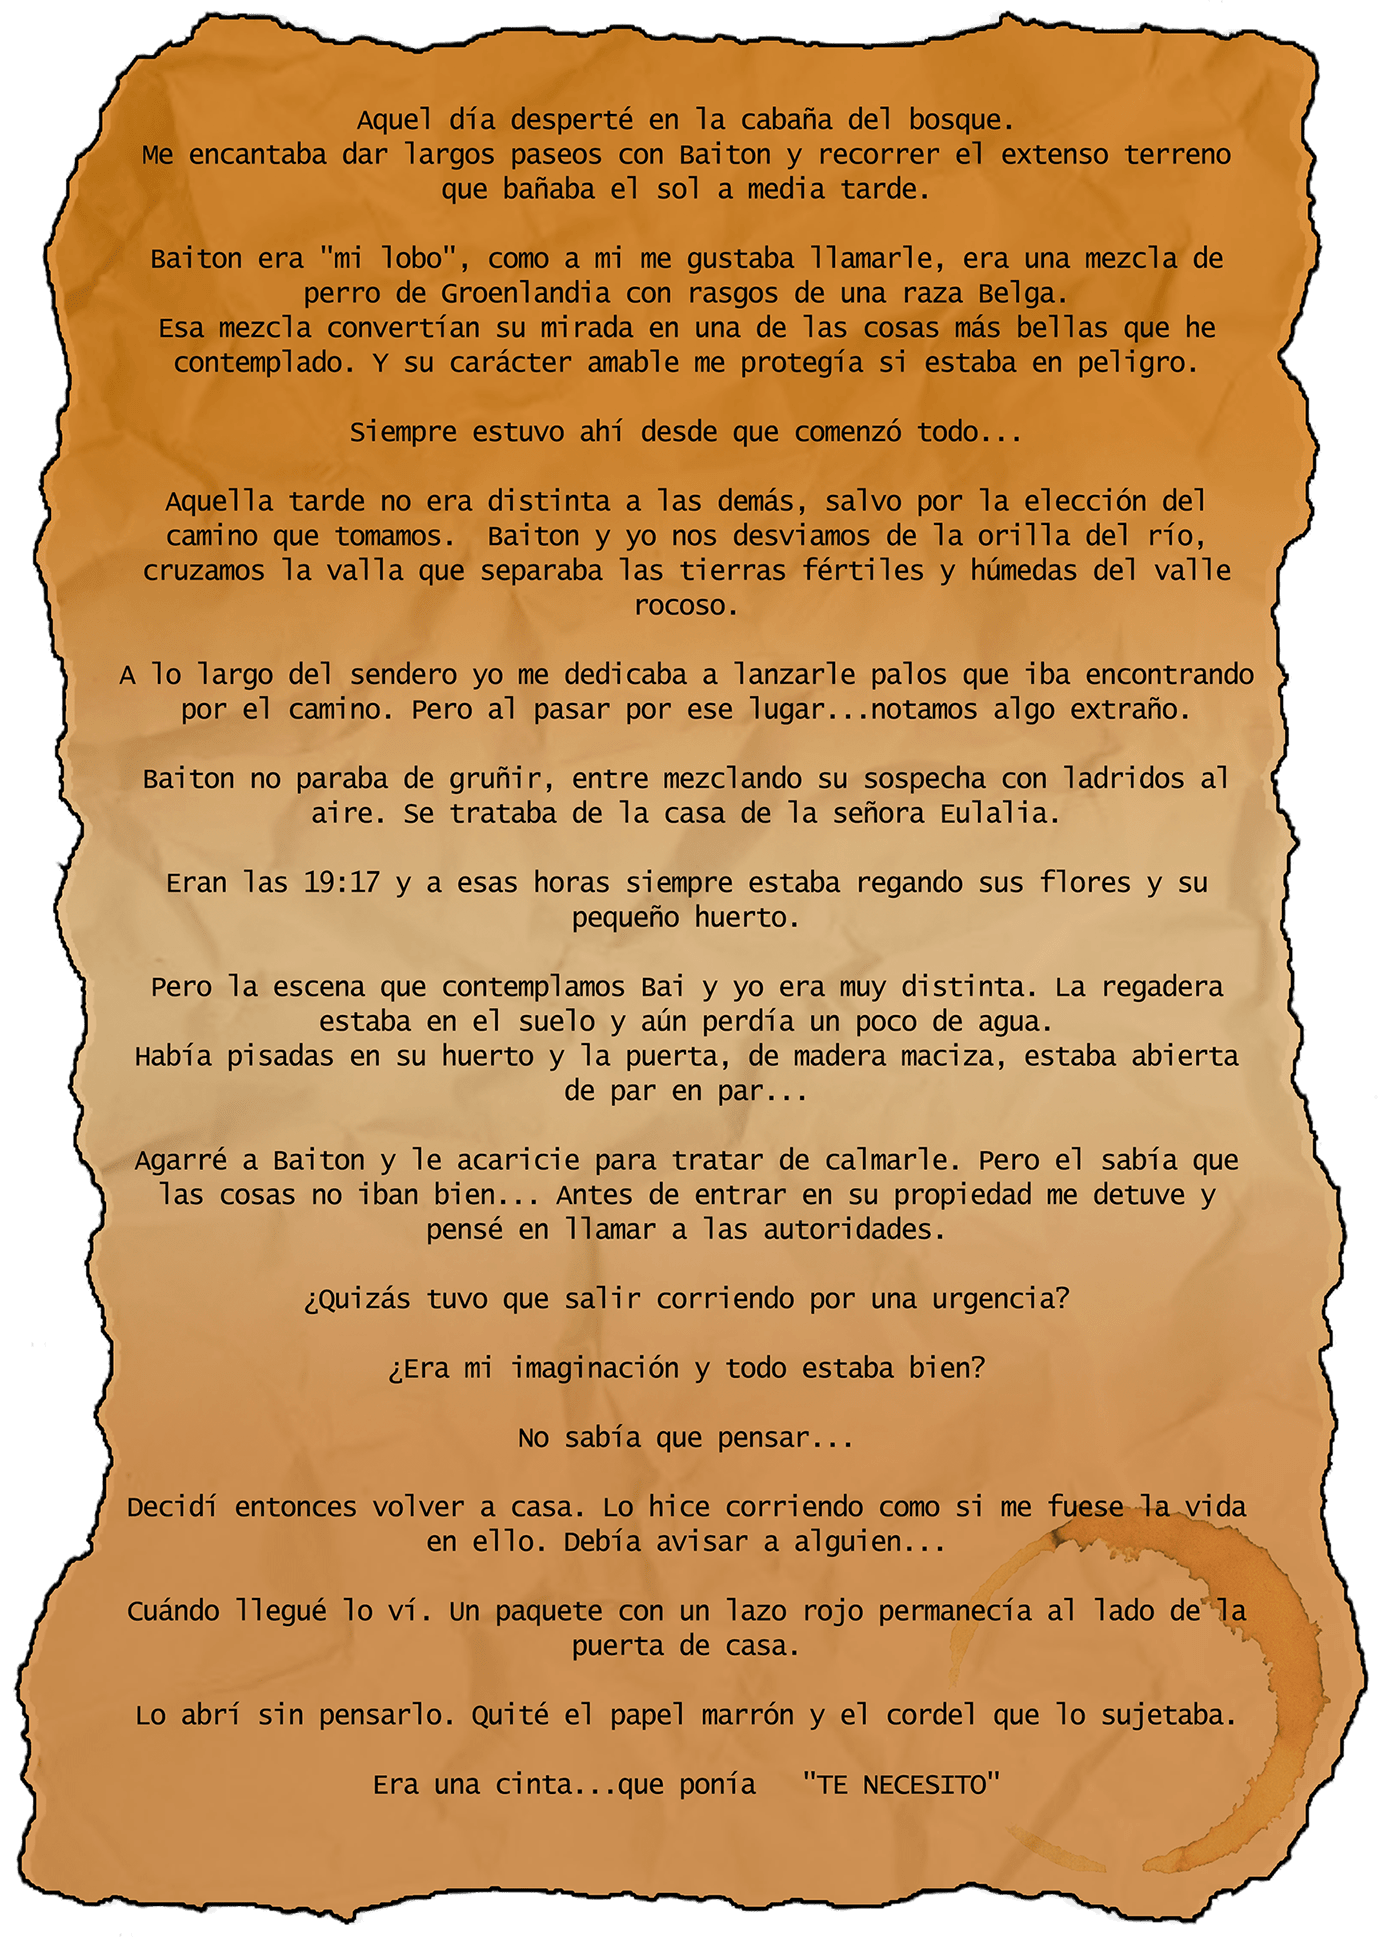 Aquel día desperté en la cabaña del bosque.
Me encantaba dar largos paseos con Baiton y recorrer el extenso terreno
que bañaba el sol a media tarde.
Baiton era "mi lobo", como a mi me gustaba llamarle, era una mezcla de
perro de Groenlandia con rasgos de una raza Belga.
Esa mezcla convertían su mirada en una de las cosas más bellas que he
contemplado. Y su carácter amable me protegía si estaba en peligro.
Siempre estuvo ahí desde que comenzó todo...
Aquella tarde no era distinta a las demás, salvo por la elección del
camino que tomamos.  Baiton y yo nos desviamos de la orilla del río,
cruzamos la valla que separaba las tierras fértiles y húmedas del valle
rocoso.
A lo largo del sendero yo me dedicaba a lanzarle palos que iba encontrando
por el camino. Pero al pasar por ese lugar...notamos algo extraño.
Baiton no paraba de gruñir, entre mezclando su sospecha con ladridos al
aire. Se trataba de la casa de la señora Eulalia.
Eran las 19:17 y a esas horas siempre estaba regando sus flores y su
pequeño huerto.
Pero la escena que contemplamos Bai y yo era muy distinta. La regadera
estaba en el suelo y aún perdía un poco de agua.
Había pisadas en su huerto y la puerta, de madera maciza, estaba abierta
de par en par...
Agarré a Baiton y le acaricie para tratar de calmarle. Pero el sabía que
las cosas no iban bien... Antes de entrar en su propiedad me detuve y
pensé en llamar a las autoridades.
¿Quizás tuvo que salir corriendo por una urgencia?
¿Era mi imaginación y todo estaba bien?
No sabía que pensar...
Decidí entonces volver a casa. Lo hice corriendo como si me fuese la vida
en ello. Debía avisar a alguien...
Cuándo llegué lo ví. Un paquete con un lazo rojo permanecía al lado de la
puerta de casa.
Lo abrí sin pensarlo. Quité el papel marrón y el cordel que lo sujetaba.
Era una cinta...que ponía   "TE NECESITO"